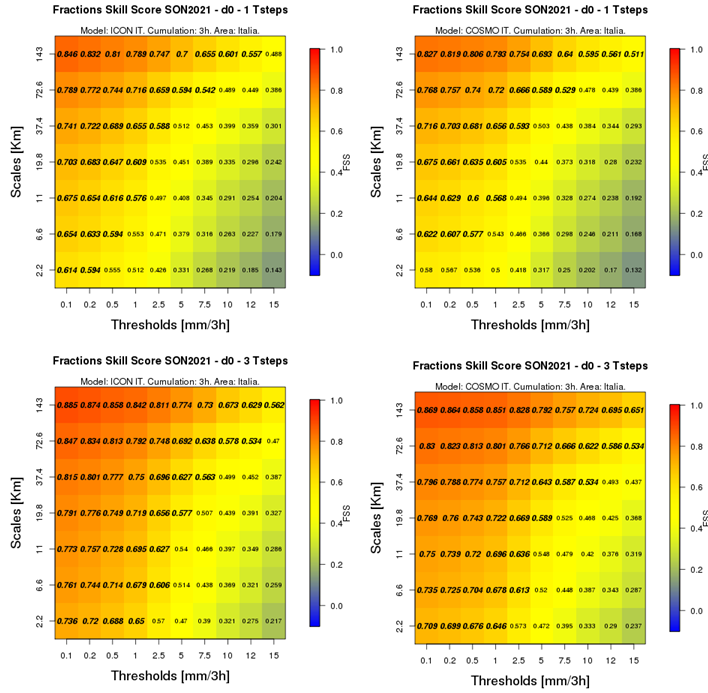 Fractions Skill Score SON2021 - d0 - 1 Tsteps
Model: ICON IT. Cumulation: 3h. Area: Italia.
Scales [Km]
143 0.846 0.832 0.81 0.789 0.747 0.7 0.655 0.601 0.557 0.488
72.6 0.789 0.772 0.744 0.716 0.659 0.594 0.542 0.489 0.449 0.386
37.4 0.741 0.722 0.689 0.655 0.588 0.512 0.453 0.399 0.359 0.301
19.8 0.703 0.683 0.647 0.609 0.535 0.451 0.389 0.335 0.296 0.242
11 0.675 0.654 0.616 0.576 0.497 0.408 0.345 0.291 0.254 0.204
6.6 0.654 0.633 0.594 0.553 0.471 0.379 0.316 0.263 0.227 0.179
2.2 0.614 0.594 0.555 0.512 0.426 0.331 0.268 0.219 0.185 0.143
0.1 0.2 0.5 1 2.5 5 7.5 10 12 15
Thresholds [mm/3h]
1.0
0.8
0.6
0.4
0.2
0.0
FSS
Fractions Skill Score SON2021 - d0 - 1 Tsteps
Model: COSMO IT. Cumulation: 3h. Area: Italia.
Scales [Km]
143 0.827 0.819 0.806 0.793 0.754 0.693 0.64 0.595 0.561 0.511
72.6 0.768 0.757 0.74 0.72 0.666 0.589 0.529 0.478 0.439 0.386
37.4 0.716 0.703 0.681 0.656 0.593 0.503 0.438 0.384 0.344 0.293
19.8 0.675 0.661 0.635 0.605 0.535 0.44 0.373 0.318 0.28 0.232
11 0.644 0.629 0.6 0.568 0.494 0.396 0.328 0.274 0.238 0.192
6.6 0.622 0.607 0.577 0.543 0.466 0.366 0.298 0.246 0.211 0.168
2.2 0.58 0.567 0.536 0.5 0.418 0.317 0.25 0.202 0.17 0.132
0.1 0.2 0.5 1 2.5 5 7.5 10 12 15
Thresholds [mm/3h]
1.0
0.8
0.6
0.4
0.2
0.0
FSS
Fractions Skill Score SON2021 - d0 - 3 Tsteps
Model: ICON IT. Cumulation: 3h. Area: Italia.
Scales [Km]
143 0.885 0.874 0.858 0.842 0.811 0.774 0.73 0.673 0.629 0.562
72.6 0.847 0.834 0.813 0.792 0.748 0.692 0.638 0.578 0.534 0.47
37.4 0.815 0.801 0.777 0.75 0.696 0.627 0.563 0.499 0.452 0.387
19.8 0.791 0.776 0.749 0.719 0.656 0.577 0.507 0.439 0.391 0.327
11 0.773 0.757 0.728 0.695 0.627 0.54 0.466 0.397 0.349 0.286
6.6 0.761 0.744 0.714 0.679 0.606 0.514 0.438 0.369 0.321 0.259
2.2 0.736 0.72 0.688 0.65 0.57 0.47 0.39 0.321 0.275 0.217
0.1 0.2 0.5 1 2.5 5 7.5 10 12 15
Thresholds [mm/3h]
1.0
0.8
0.6
0.4
0.2
0.0
FSS
Fractions Skill Score SON2021 - d0 - 3 Tsteps
Model: COSMO IT. Cumulation: 3h. Area: Italia.
Scales [Km]
143 0.869 0.864 0.858 0.851 0.828 0.792 0.757 0.724 0.695 0.651
72.6 0.83 0.823 0.813 0.801 0.766 0.712 0.666 0.622 0.586 0.534
37.4 0.796 0.788 0.774 0.757 0.712 0.643 0.587 0.534 0.493 0.437
19.8 0.769 0.76 0.743 0.722 0.669 0.589 0.525 0.468 0.425 0.368
11 0.75 0.739 0.72 0.696 0.636 0.548 0.479 0.42 0.376 0.319
6.6 0.735 0.725 0.704 0.678 0.613 0.52 0.448 0.387 0.343 0.287
2.2 0.709 0.699 0.676 0.646 0.573 0.472 0.395 0.333 0.29 0.237
0.1 0.2 0.5 1 2.5 5 7.5 10 12 15
Thresholds [mm/3h]
1.0
0.8
0.6
0.4
0.2
0.0
FSS